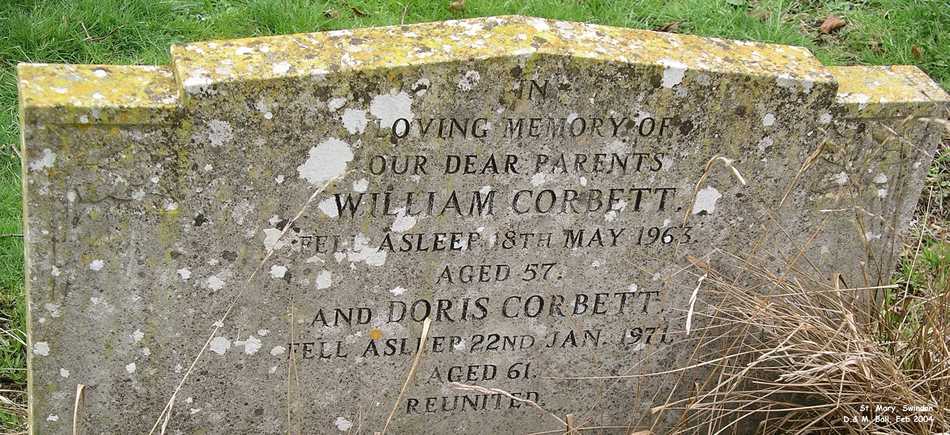 IN
LOVING MEMORY OF
OUR DEAR PARENTS
WILLIAM CORBETT.
FELL ASLEEP 18TH MAY 1963.
AGED 57.
AND DORIS CORBETT.
FELL ASLEEP 22ND JAN. 1971.
AGED 61.
REUNITED.
St. Mary, Swindon
D & M. Ball, Feb 2004